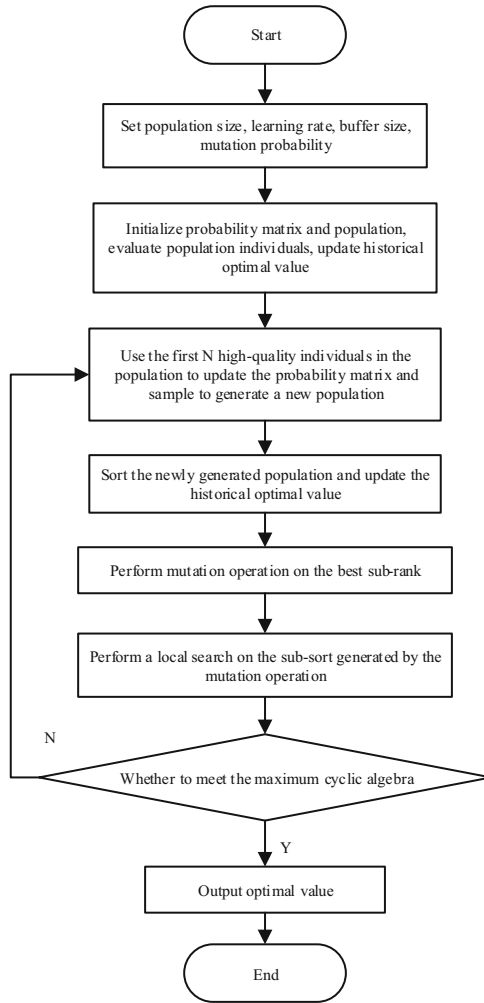 Start
Set population size, learning rate, buffer size,
mutation probability
Initialize probability matrix and population,
evaluate population individuals, update historical
optimal value
Use the first N high-quality individuals in the
population to update the probability matrix and
sample to generate a new population
Sort the newly generated population and update the
historical optimal value
Perform mutation operation on the best sub-rank
Perform a local search on the sub-sort generated by the
mutation operation
N
Whether to meet the maximum cyclic algebra
Y
Output optimal value
End